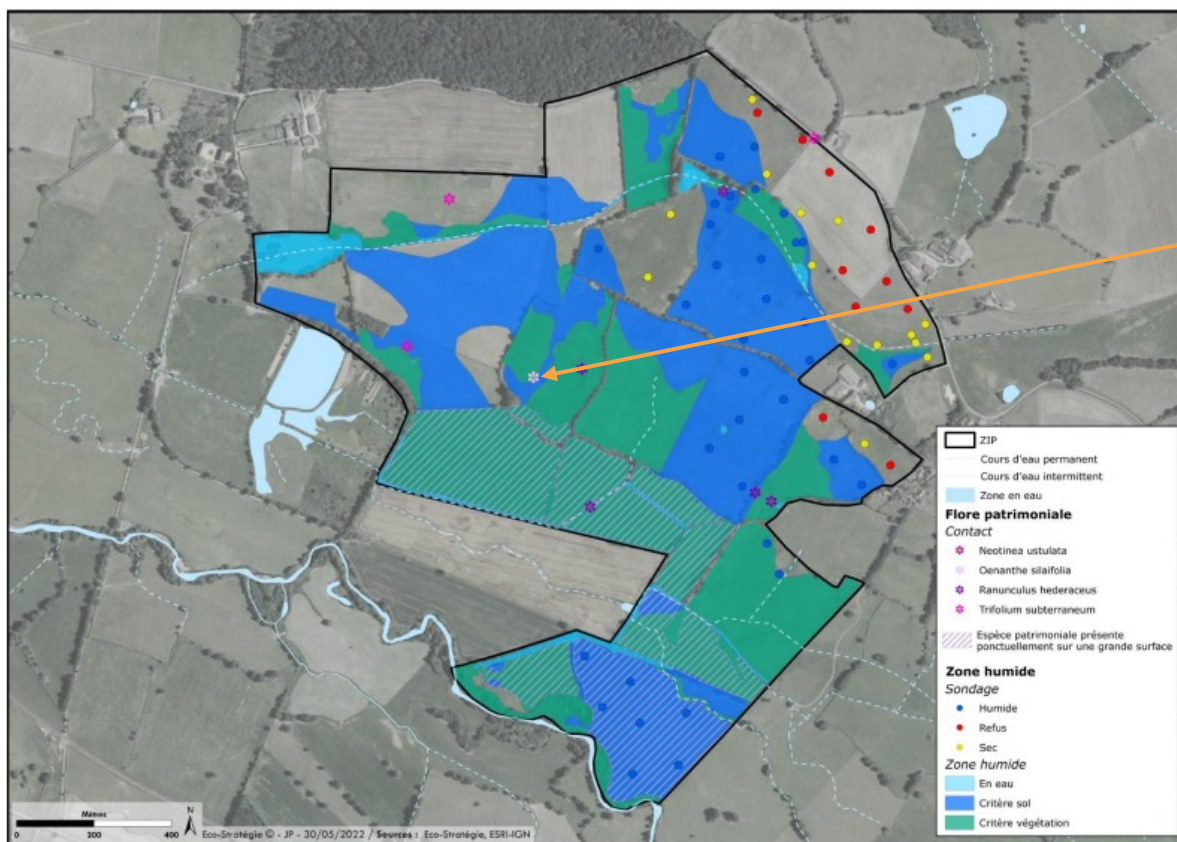 ZIP
Cours d'eau permanent
Cours d'eau intermittent
Zone en eau
Flore patrimoniale
Contact
Neotinea ustulata
Oenanthe silaifolia
Ranunculus hederaceus
Trifolium subterraneum
Espèce patrimoniale présente
ponctuellement sur une grande surface
Zone humide
Sondage
Humide
Refus
Sec
Zone humide
En eau
Critère sol
Critère végétation
Mètres
N
0 200 400
Eco-Stratégie © - JP - 30/05/2022 / Sources : Eco-Stratégie, ESRI-IGN